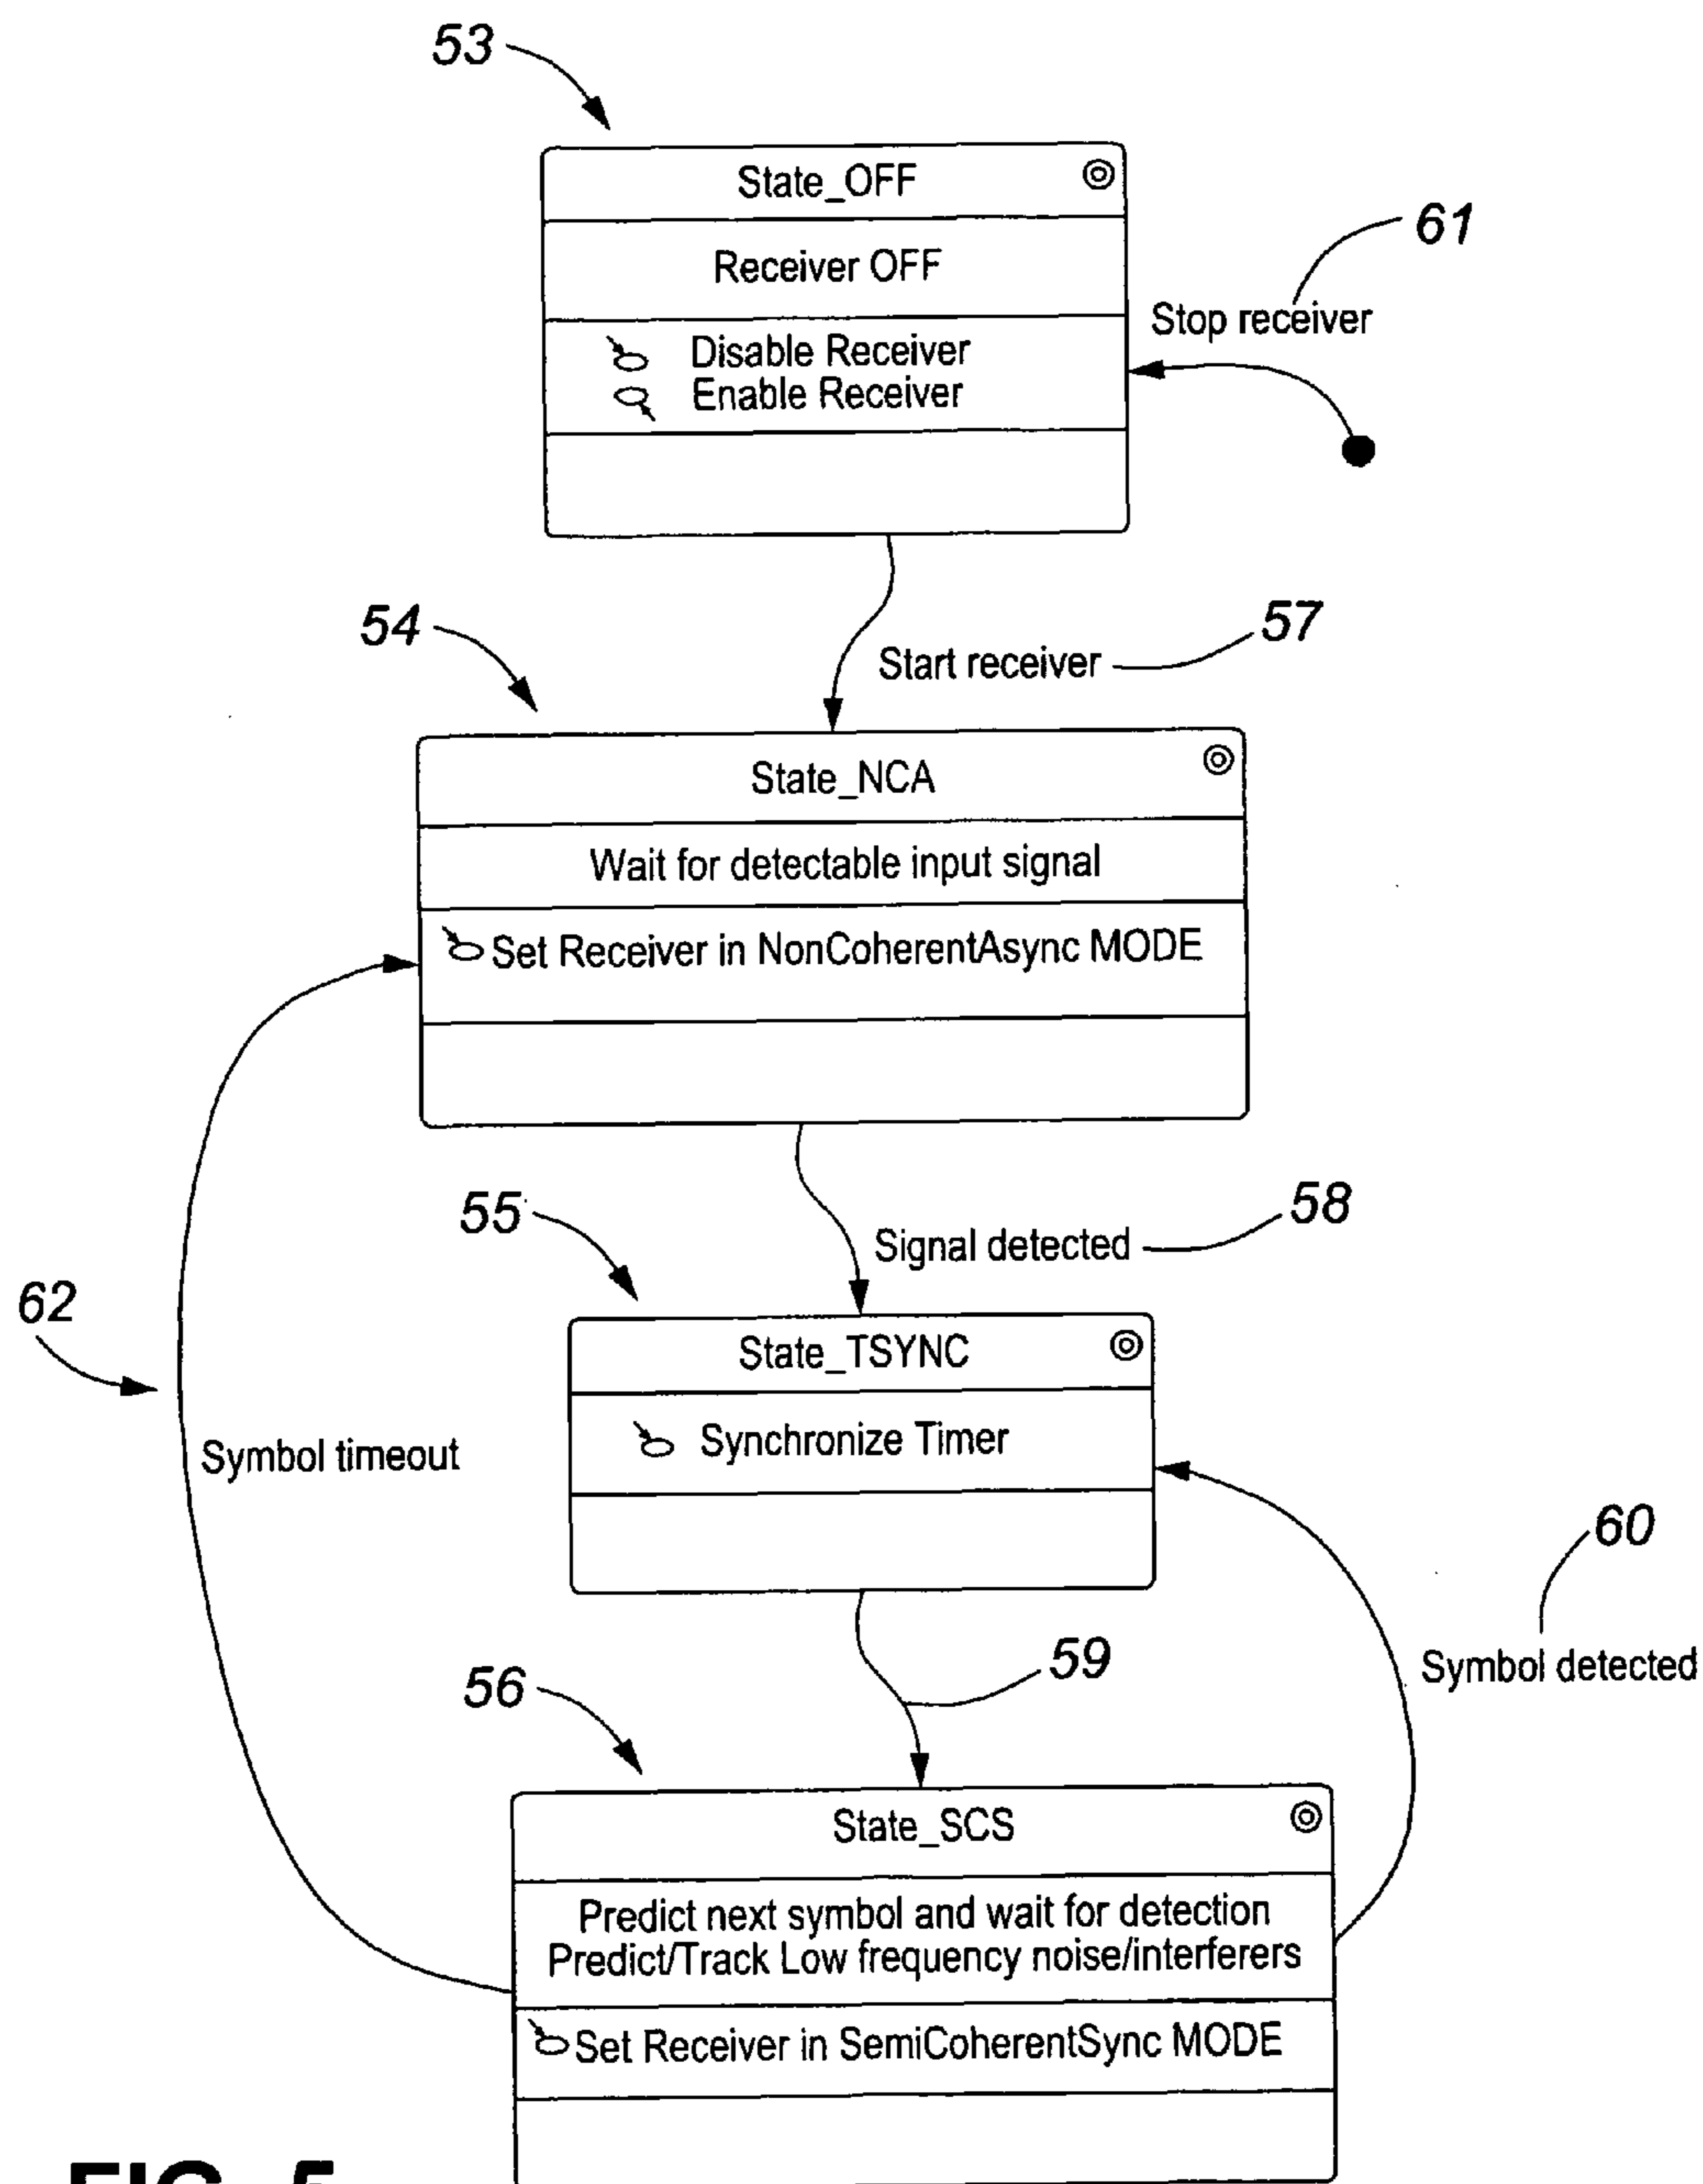 53
State_OFF
Receiver OFF
Disable Receiver
Enable Receiver
61
Stop receiver
54
57
Start receiver
State_NCA
Wait for detectable input signal
Set Receiver in NonCoherentAsync MODE
55
58
Signal detected
62
State_TSYNC
Synchronize Timer
Symbol timeout
60
Symbol detected
59
56
State_SCS
Predict next symbol and wait for detection
Predict/Track Low frequency noise/interferers
Set Receiver in SemiCoherentSync MODE
FIG. 5